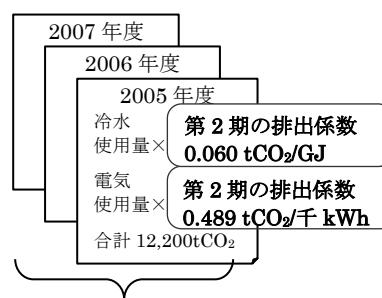 2007 年度
2006 年度
2005 年度
冷水
使用量×
第 2 期の排出係数
0.060 tCO₂/GJ
電気
使用量×
第 2 期の排出係数
0.489 tCO₂/千 kWh
合計 12,200tCO₂